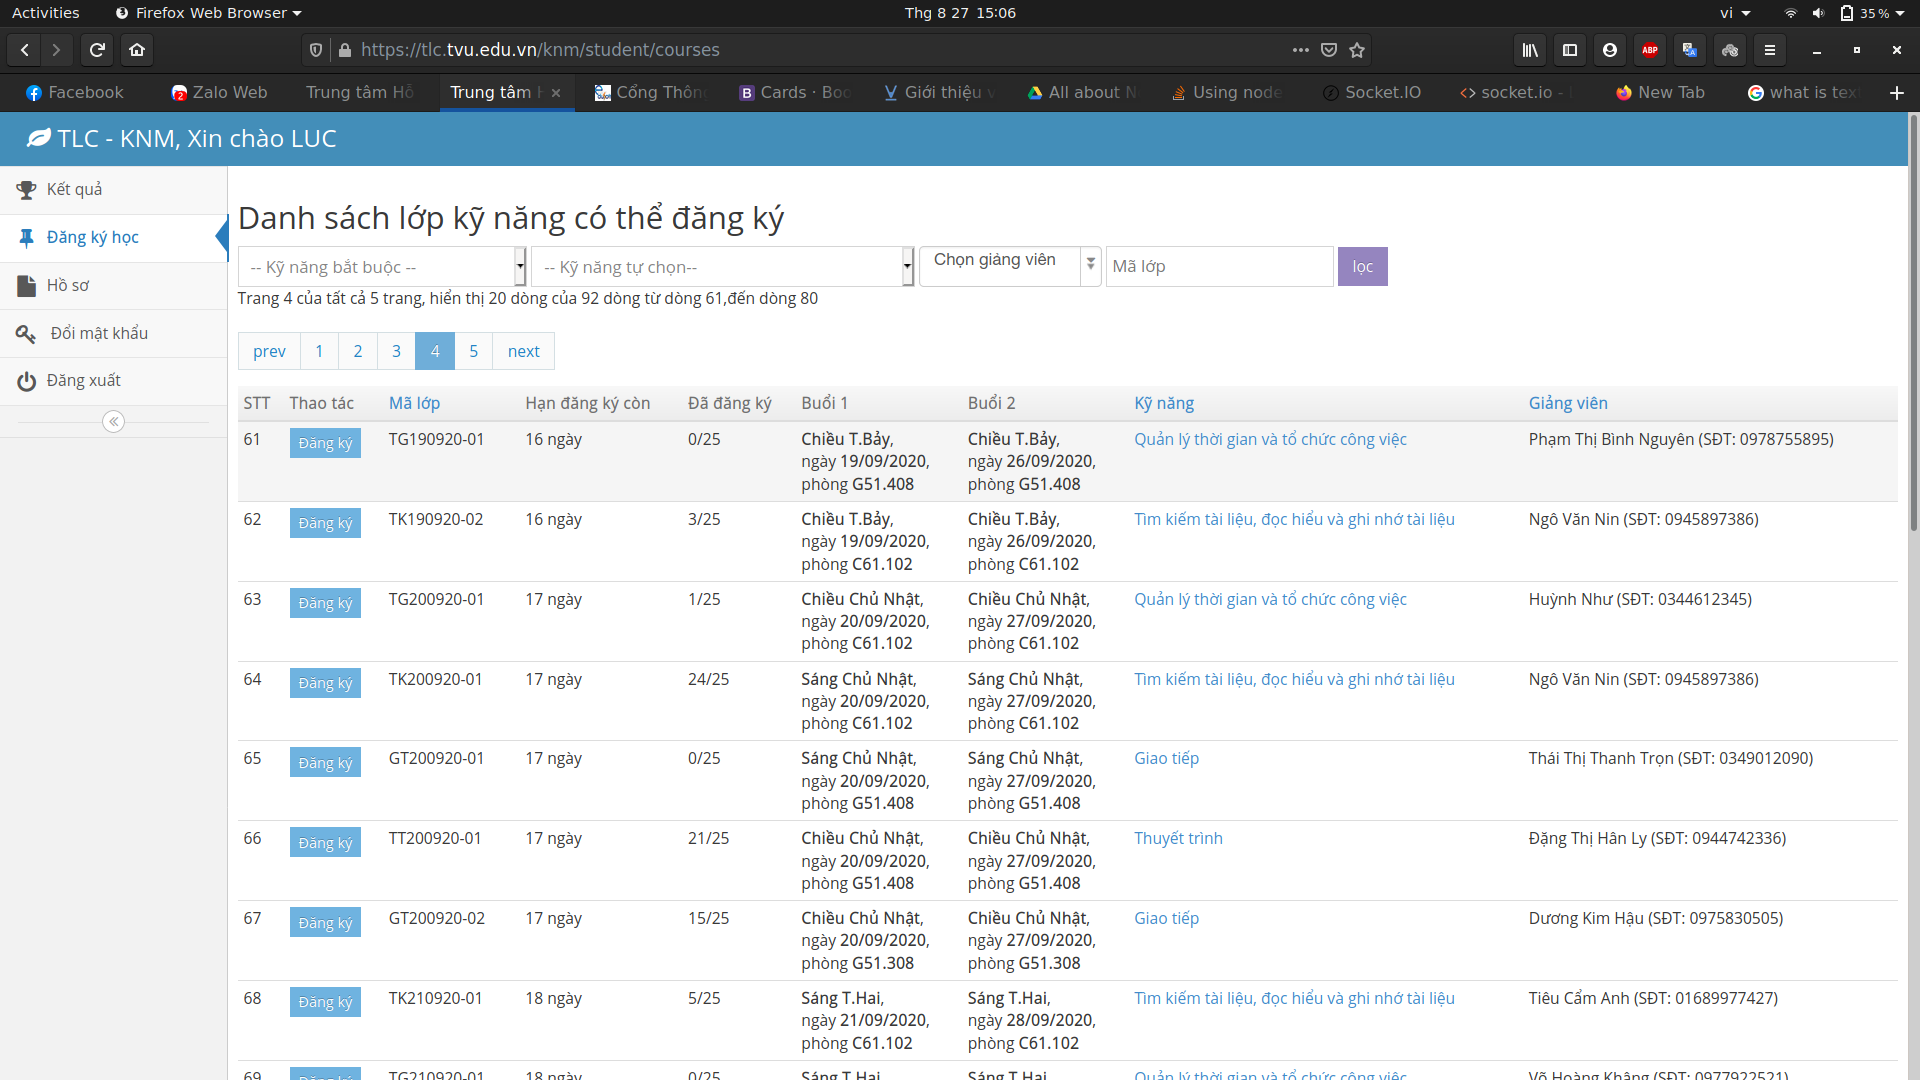 Activities Firefox Web Browser Thg 8 27 15:06 vi 35%
https://tlc.tvu.edu.vn/knm/student/courses ABP
Facebook Zalo Web Trung tâm Hỗ Trung tâm H Cổng Thôn Cards · Boo Giới thiệu v All about N Using node Socket.IO socket.io - New Tab what is tex
TLC - KNM, Xin chào LUC
Kết quả
Đăng ký học
Hồ sơ
Đổi mật khẩu
Đăng xuất
Danh sách lớp kỹ năng có thể đăng ký
-- Kỹ năng bắt buộc -- -- Kỹ năng tự chọn-- Chọn giảng viên Mã lớp lọc
Trang 4 của tất cả 5 trang, hiển thị 20 dòng của 92 dòng từ dòng 61,đến dòng 80
prev 1 2 3 4 5 next
STT Thao tác Mã lớp Hạn đăng ký còn Đã đăng ký Buổi 1 Buổi 2 Kỹ năng Giảng viên
61 Đăng ký TG190920-01 16 ngày 0/25 Chiều T.Bảy, Chiều T.Bảy, Quản lý thời gian và tổ chức công việc Phạm Thị Bình Nguyên (SĐT: 0978755895)
ngày 19/09/2020, ngày 26/09/2020,
phòng G51.408 phòng G51.408
62 Đăng ký TK190920-02 16 ngày 3/25 Chiều T.Bảy, Chiều T.Bảy, Tìm kiếm tài liệu, đọc hiểu và ghi nhớ tài liệu Ngô Văn Nin (SĐT: 0945897386)
ngày 19/09/2020, ngày 26/09/2020,
phòng C61.102 phòng C61.102
63 Đăng ký TG200920-01 17 ngày 1/25 Chiều Chủ Nhật, Chiều Chủ Nhật, Quản lý thời gian và tổ chức công việc Huỳnh Như (SĐT: 0344612345)
ngày 20/09/2020, ngày 27/09/2020,
phòng C61.102 phòng C61.102
64 Đăng ký TK200920-01 17 ngày 24/25 Sáng Chủ Nhật, Sáng Chủ Nhật, Tìm kiếm tài liệu, đọc hiểu và ghi nhớ tài liệu Ngô Văn Nin (SĐT: 0945897386)
ngày 20/09/2020, ngày 27/09/2020,
phòng C61.102 phòng C61.102
65 Đăng ký GT200920-01 17 ngày 0/25 Sáng Chủ Nhật, Sáng Chủ Nhật, Giao tiếp Thái Thị Thanh Trọn (SĐT: 0349012090)
ngày 20/09/2020, ngày 27/09/2020,
phòng G51.408 phòng G51.408
66 Đăng ký TT200920-01 17 ngày 21/25 Chiều Chủ Nhật, Chiều Chủ Nhật, Thuyết trình Đặng Thị Hân Ly (SĐT: 0944742336)
ngày 20/09/2020, ngày 27/09/2020,
phòng G51.408 phòng G51.408
67 Đăng ký GT200920-02 17 ngày 15/25 Chiều Chủ Nhật, Chiều Chủ Nhật, Giao tiếp Dương Kim Hậu (SĐT: 0975830505)
ngày 20/09/2020, ngày 27/09/2020,
phòng G51.308 phòng G51.308
68 Đăng ký TK210920-01 18 ngày 5/25 Sáng T.Hai, Sáng T.Hai, Tìm kiếm tài liệu, đọc hiểu và ghi nhớ tài liệu Tiêu Cẩm Anh (SĐT: 01689977427)
ngày 21/09/2020, ngày 28/09/2020,
phòng C61.102 phòng C61.102
69 Đăng ký TG210920-01 18 ngày 0/25 Sáng T.Hai, Sáng T.Hai, Quản lý thời gian và tổ chức công việc Võ Hoàng Khâng (SĐT: 0977922521)